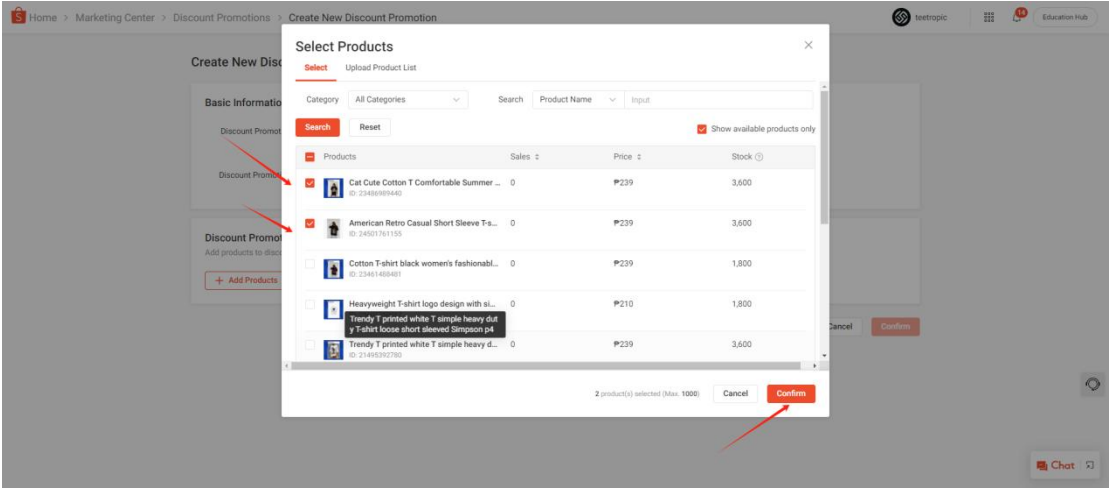 Home > Marketing Center > Discount Promotions > Create New Discount Promotion
teetropic
14
Education Hub
Create New Disc
Basic Informatio
Discount Promot
Discount Promot
Discount Promot
Add products to disco
+ Add Products
Cancel
Confirm
Select Products
Select
Upload Product List
Category
All Categories
Search
Product Name
Input
Search
Reset
Show available products only
Products
Sales
Price
Stock
Cat Cute Cotton T Comfortable Summer ...
0
₱239
3,600
ID: 23486989440
American Retro Casual Short Sleeve T-s...
0
₱239
3,600
ID: 24501761155
Cotton T-shirt black women's fashionabl...
0
₱239
1,800
ID: 23461488481
Heavyweight T-shirt logo design with si...
0
₱210
1,800
Trendy T printed white T simple heavy dut
y T-shirt loose short sleeved Simpson p4
Trendy T printed white T simple heavy d...
0
₱239
3,600
ID: 21495392780
2 product(s) selected (Max. 1000)
Cancel
Confirm
Chat